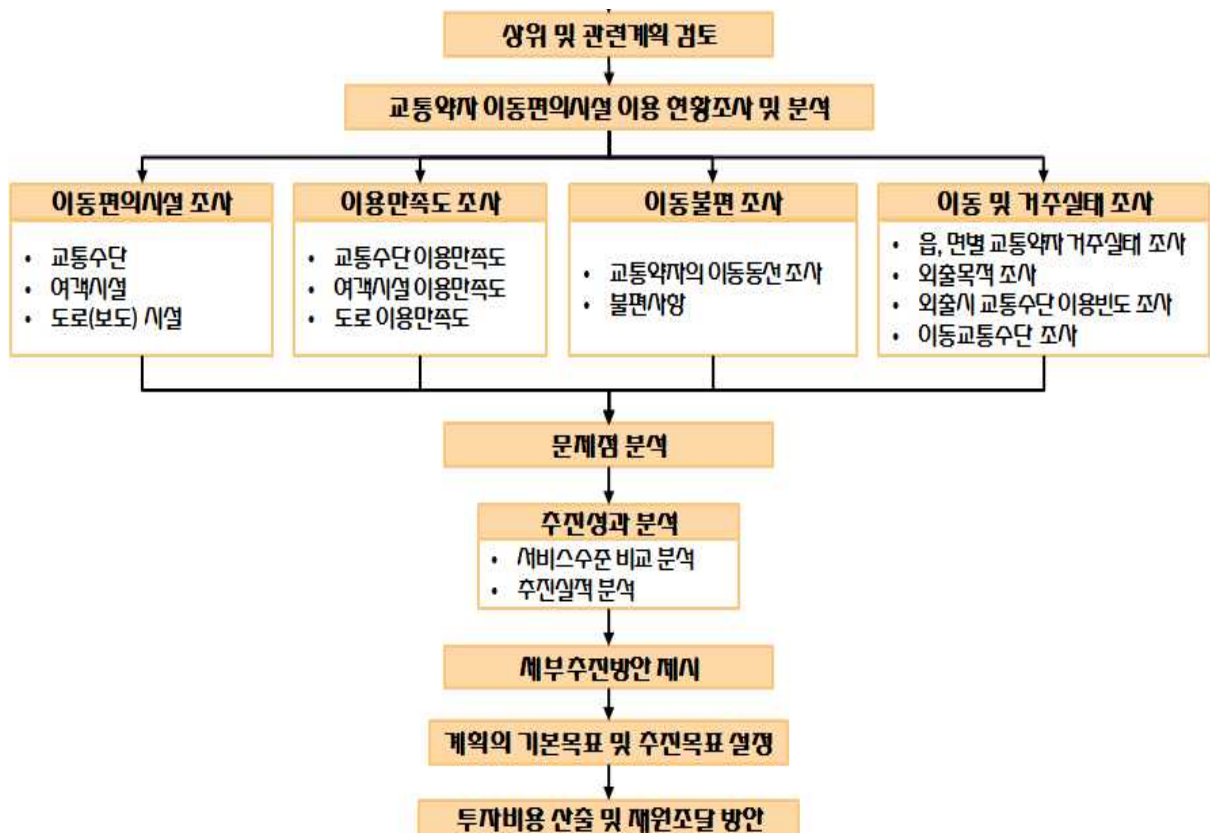 상위 및 관련계획 검토
교통약자 이동편의시설 이용 현황조사 및 분석
이동편의시설 조사
• 교통수단
• 여객시설
• 도로(보도) 시설
이용만족도 조사
• 교통수단 이용만족도
• 여객시설 이용만족도
• 도로 이용만족도
이동불편 조사
• 교통약자의 이동동선 조사
• 불편사항
이동 및 거주실태 조사
• 읍, 면별 교통약자 거주실태 조사
• 외출목적 조사
• 외출시 교통수단 이용빈도 조사
• 이동교통수단 조사
문제점 분석
추진성과 분석
• 서비스수준 비교 분석
• 추진실적 분석
세부추진방안 제시
계획의 기본목표 및 추진목표 설정
투자비용 산출 및 재원조달 방안